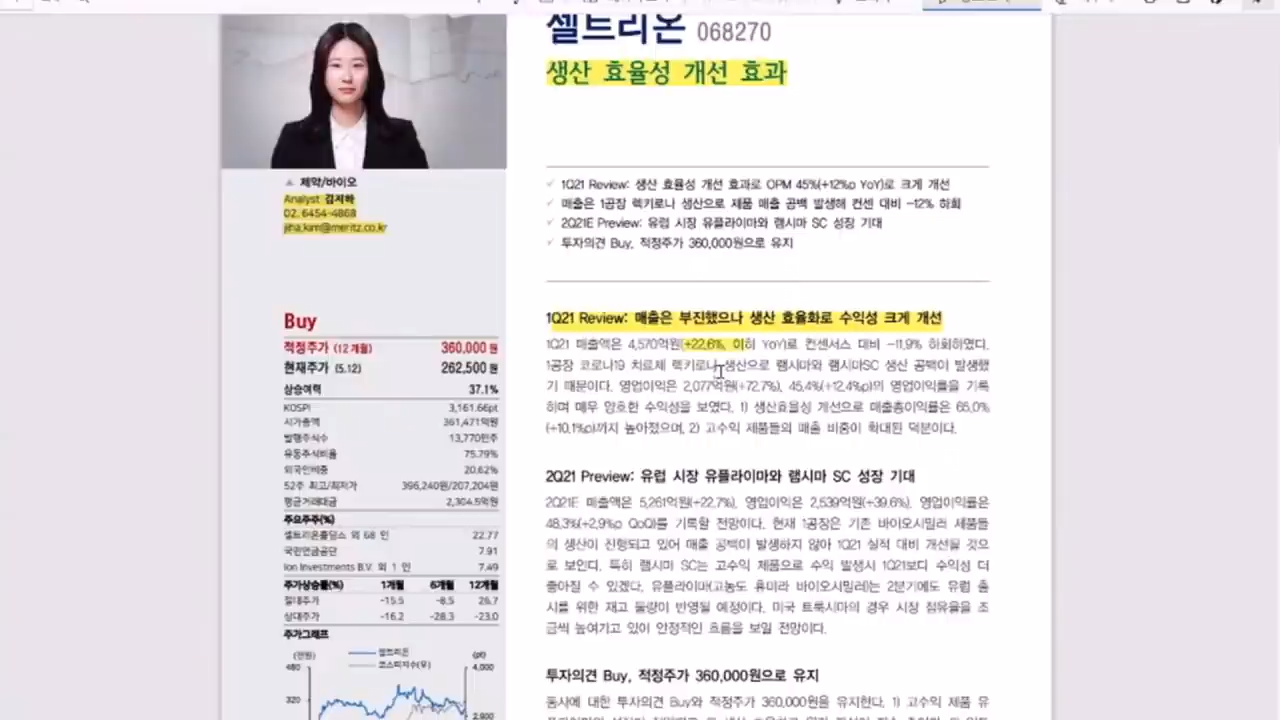 셀트리온 068270
생산 효율성 개선 효과
▲ 제약/바이오
Analyst 김지하
02. 6454-4868
jiha.kim@meritz.co.kr
✓ 1Q21 Review: 생산 효율성 개선 효과로 OPM 45%(+12%p YoY)로 크게 개선
✓ 매출은 1공장 렉키로나 생산으로 제품 매출 공백 발생해 컨센 대비 -12% 하회
✓ 2Q21E Preview: 유럽 시장 유플라이마와 램시마 SC 성장 기대
✓ 투자의견 Buy, 적정주가 360,000원으로 유지
Buy
적정주가 (12개월) 360,000 원
현재주가 (5.12) 262,500 원
상승여력 37.1%
KOSPI 3,161.66pt
시가총액 361,471억원
발행주식수 13,770만주
유동주식비율 75.79%
외국인비중 20.62%
52주 최고/최저가 396,240원/207,204원
평균거래대금 2,304.5억원
주요주주(%)
셀트리온홀딩스 외 68 인 22.77
국민연금공단 7.91
Ion Investments B.V. 외 1 인 7.49
주가상승률(%) 1개월 6개월 12개월
절대주가 -15.5 -8.5 26.7
상대주가 -16.2 -28.3 -23.0
주가그래프
(천원) 셀트리온 (pt)
코스피지수(우)
480 4,000
320 2,900
1Q21 Review: 매출은 부진했으나 생산 효율화로 수익성 크게 개선
1Q21 매출액은 4,570억원(+22.6%, 이하 YoY)로 컨센서스 대비 -11.9% 하회하였다.
1공장 코로나19 치료제 렉키로나 생산으로 램시마와 램시마SC 생산 공백이 발생했
기 때문이다. 영업이익은 2,077억원(+72.7%), 45.4%(+12.4%p)의 영업이익률을 기록
하며 매우 양호한 수익성을 보였다. 1) 생산효율성 개선으로 매출총이익률은 65.0%
(+10.1%p)까지 높아졌으며, 2) 고수익 제품들의 매출 비중이 확대된 덕분이다.
2Q21 Preview: 유럽 시장 유플라이마와 램시마 SC 성장 기대
2Q21E 매출액은 5,261억원(+22.7%), 영업이익은 2,539억원(+39.6%), 영업이익률은
48.3%(+2.9%p QoQ)를 기록할 전망이다. 현재 1공장은 기존 바이오시밀러 제품들
의 생산이 진행되고 있어 매출 공백이 발생하지 않아 1Q21 실적 대비 개선될 것으
로 보인다. 특히 램시마 SC는 고수익 제품으로 수익 발생시 1Q21보다 수익성 더
좋아질 수 있겠다. 유플라이마(고농도 휴미라 바이오시밀러)는 2분기에도 유럽 출
시를 위한 재고 물량이 반영될 예정이다. 미국 트룩시마의 경우 시장 점유율을 조
금씩 높여가고 있어 안정적인 흐름을 보일 전망이다.
투자의견 Buy, 적정주가 360,000원으로 유지
동사에 대한 투자의견 Buy와 적정주가 360,000원을 유지한다. 1) 고수익 제품 유